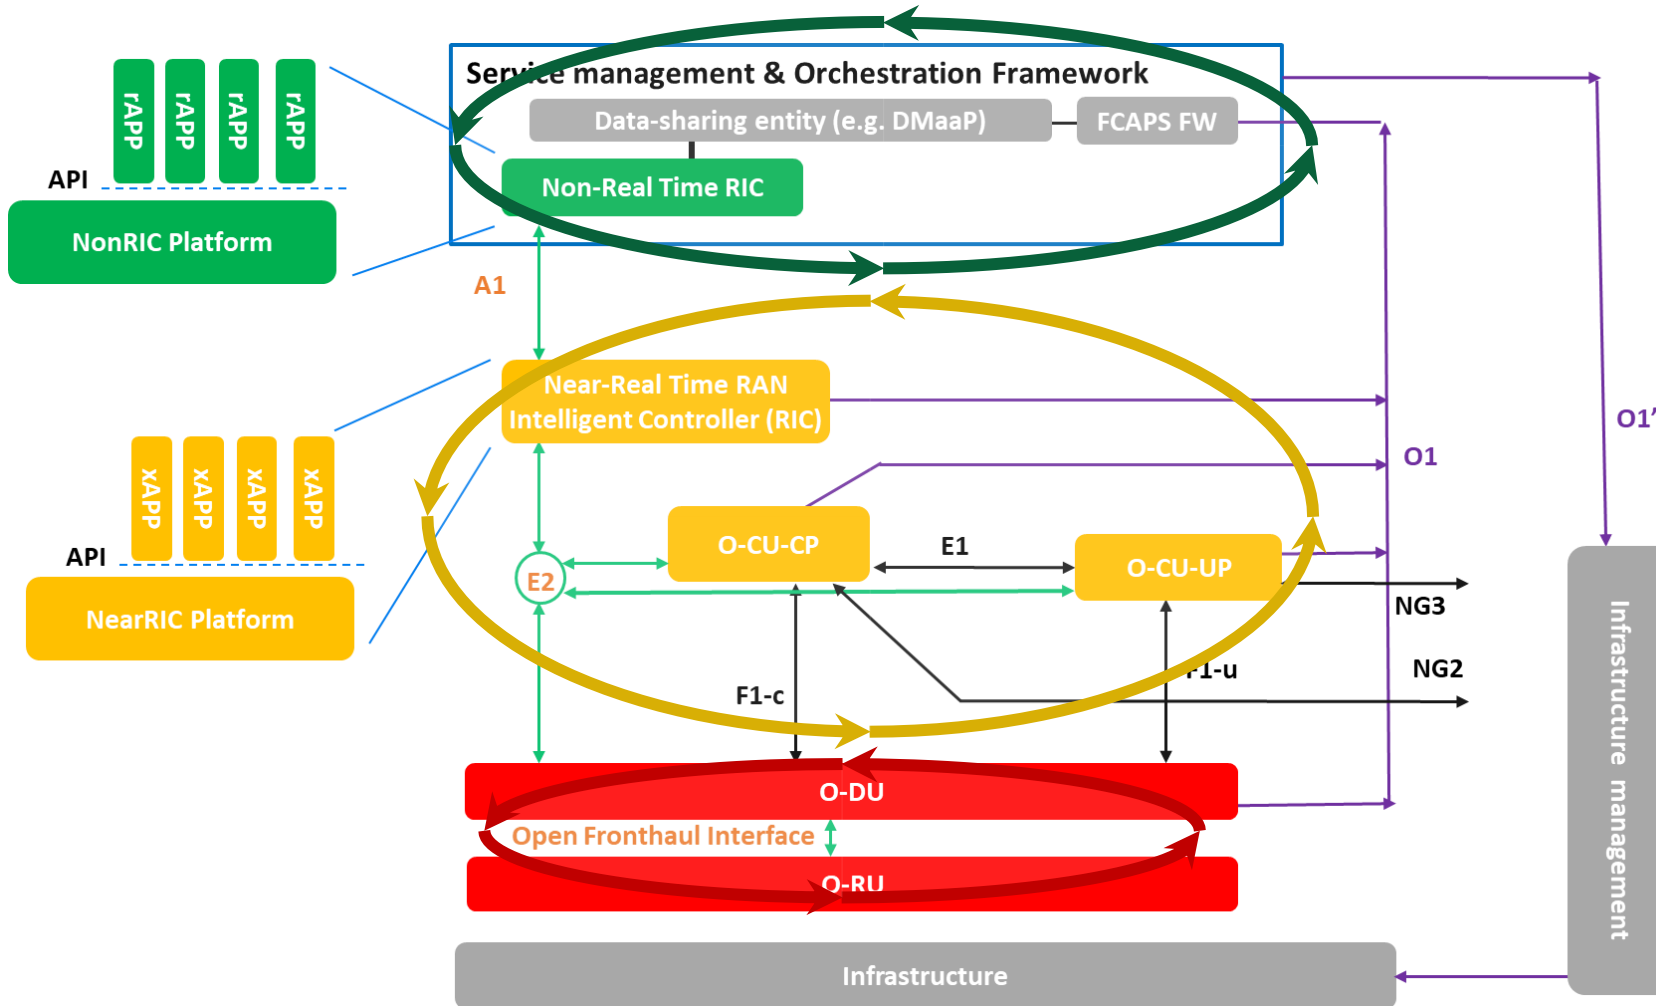 Service management & Orchestration Framework
Data-sharing entity (e.g. DMaaP)
FCAPS FW
Non-Real Time RIC
rAPP
rAPP
rAPP
rAPP
API
NonRIC Platform
A1
Near-Real Time RAN
Intelligent Controller (RIC)
O1'
O1
xAPP
xAPP
xAPP
xAPP
API
NearRIC Platform
E2
O-CU-CP
E1
O-CU-UP
NG3
NG2
F1-c
F1-u
O-DU
Open Fronthaul Interface
O-RU
Infrastructure management
Infrastructure